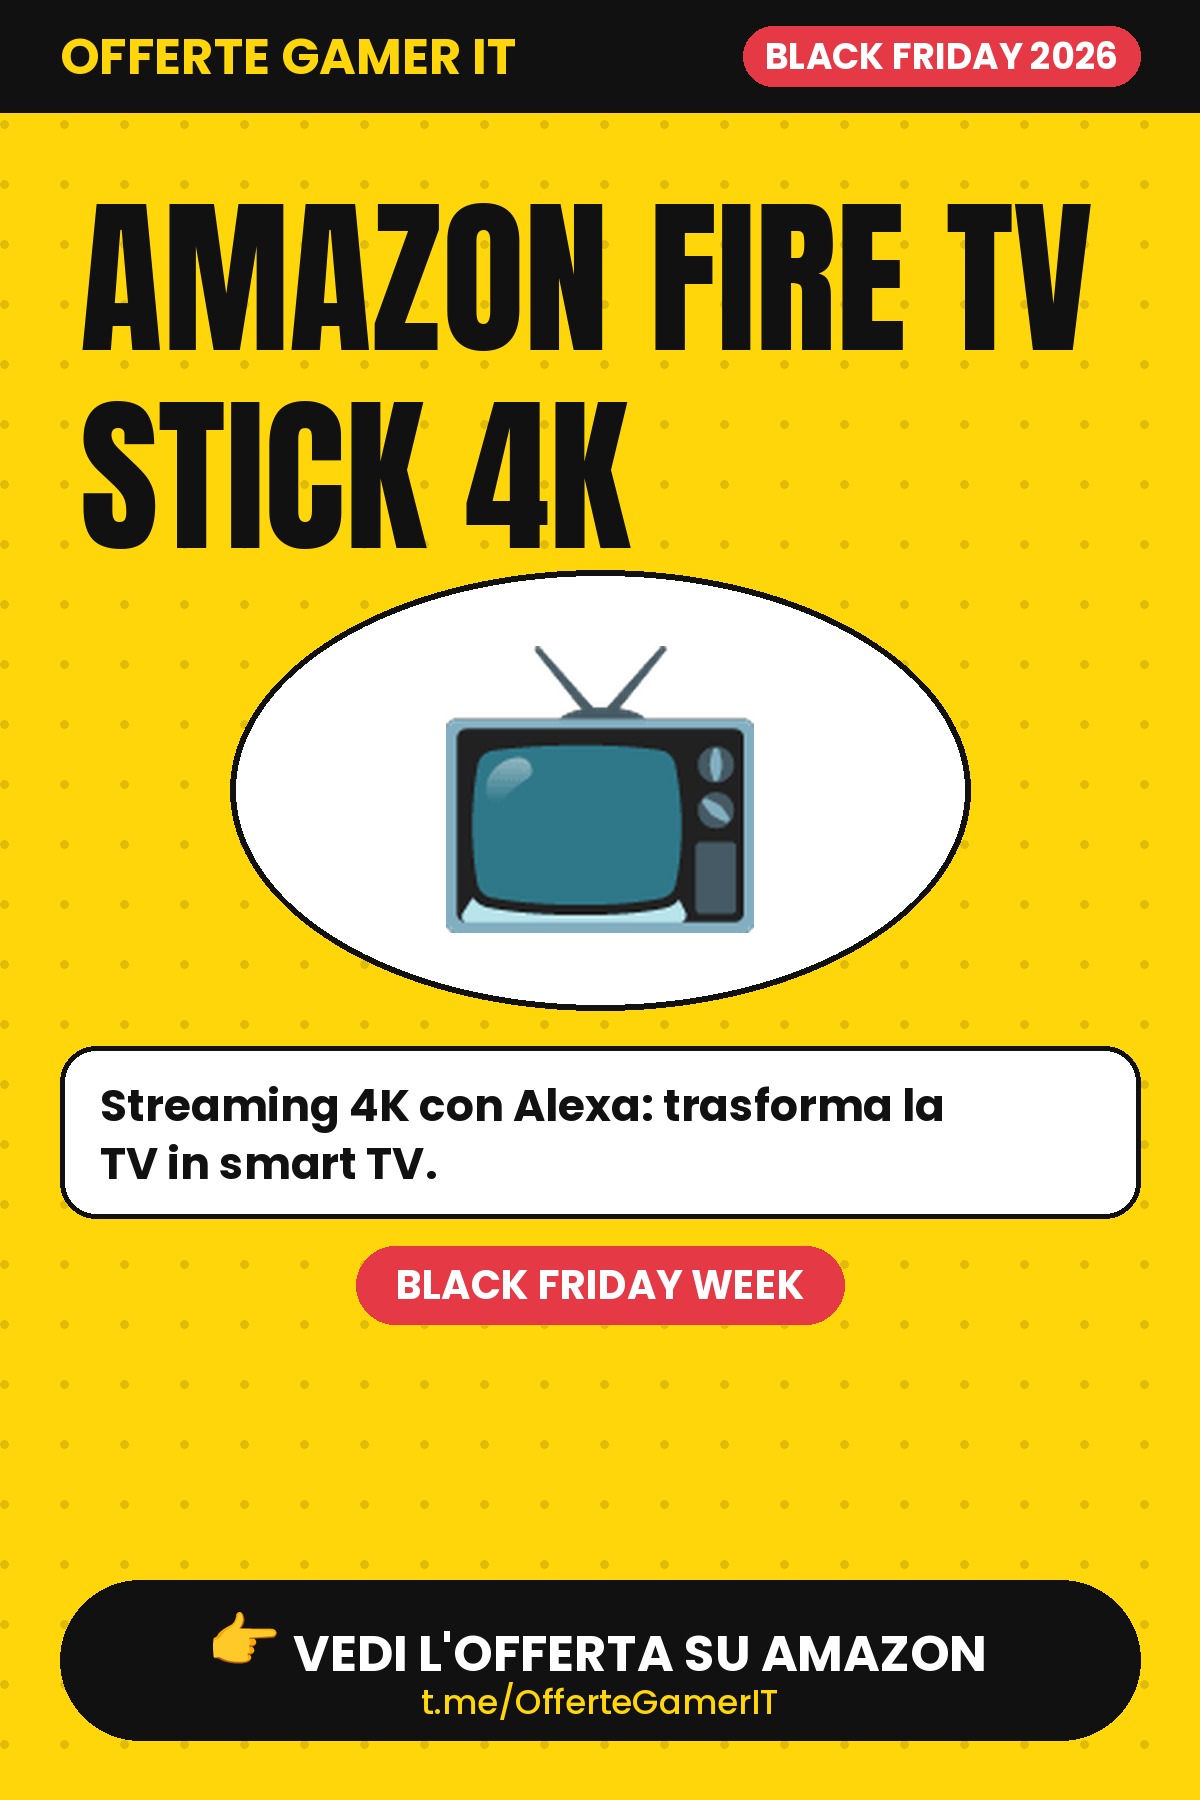 OFFERTE GAMER IT
BLACK FRIDAY 2026
AMAZON FIRE TV
STICK 4K
Streaming 4K con Alexa: trasforma la
TV in smart TV.
BLACK FRIDAY WEEK
👉 VEDI L'OFFERTA SU AMAZON
t.me/OfferteGamerIT